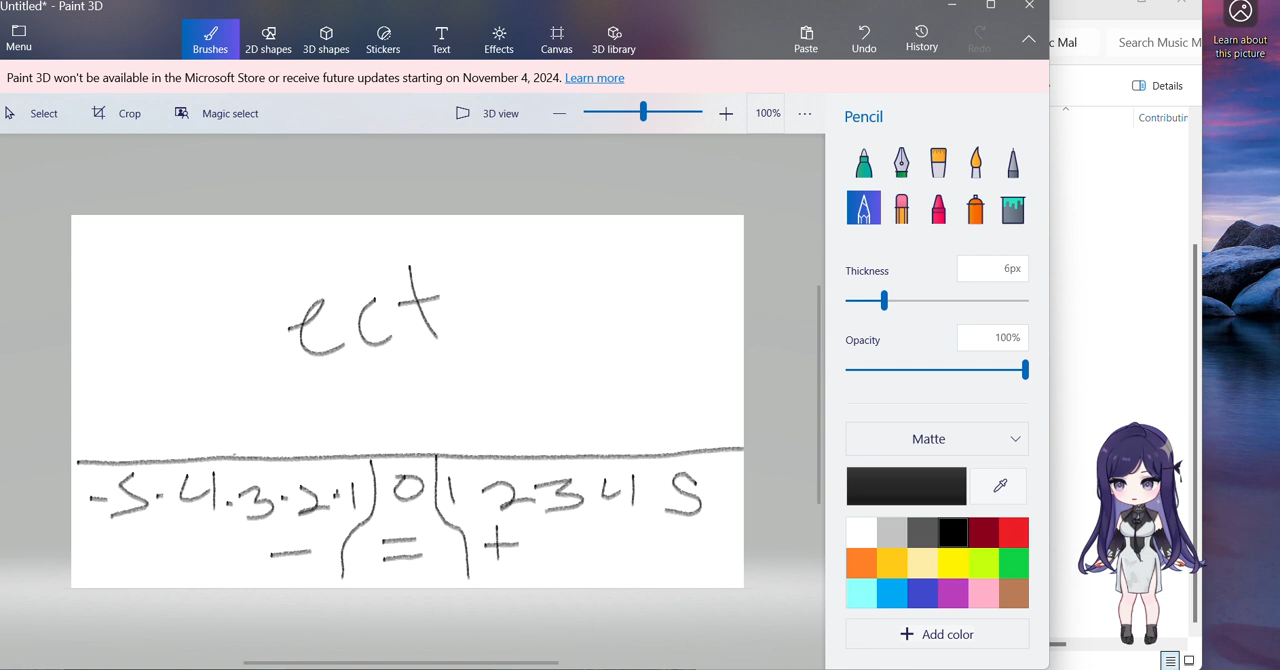 Untitled* - Paint 3D
Menu
Brushes
2D shapes
3D shapes
Stickers
Text
Effects
Canvas
3D library
Paste
Undo
History
Redo
c Mal
Search Music M
Learn about this picture
Paint 3D won't be available in the Microsoft Store or receive future updates starting on November 4, 2024. Learn more
Details
Select
Crop
Magic select
3D view
100%
Contributin
Pencil
Thickness
6px
Opacity
100%
Matte
Add color
ect
-5 -4 -3 -2 -1 0 1 2 3 4 5
- = +